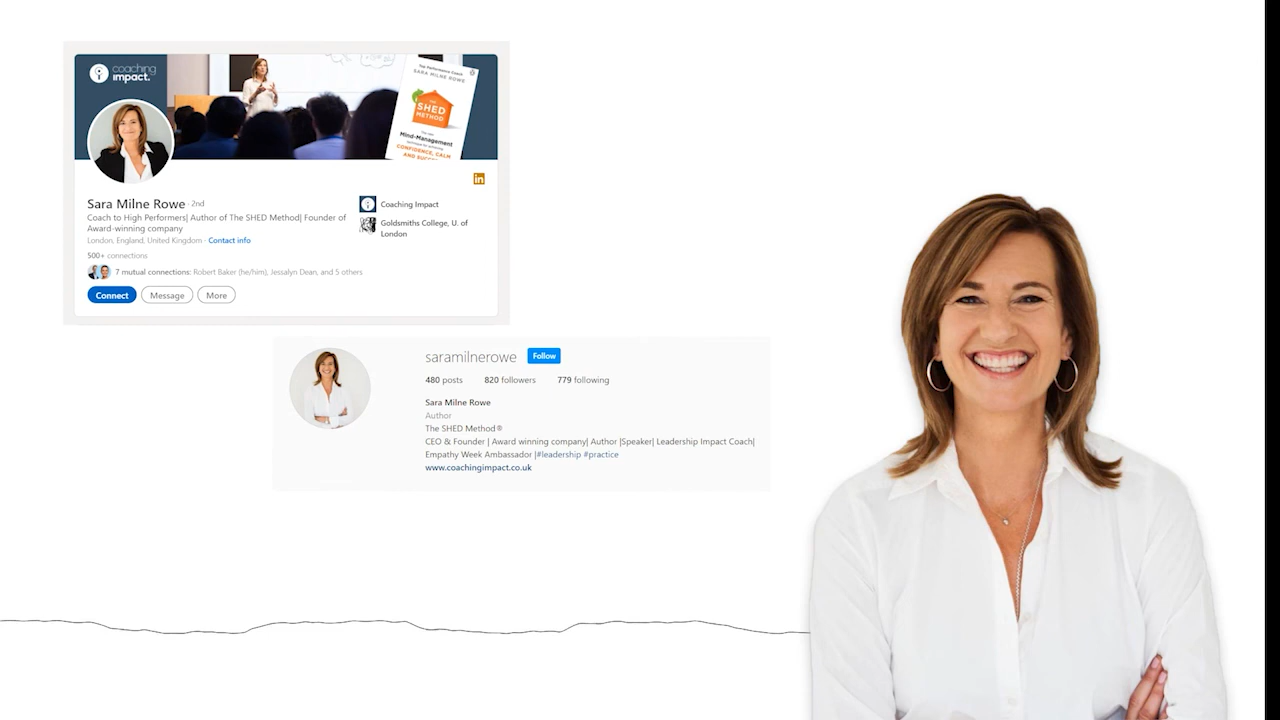 coaching
impact.
Top Performance Coach
SARA MILNE ROWE
THE
SHED
METHOD
Mind-Management
CONFIDENCE, CALM
AND SUCCESS
in
Sara Milne Rowe · 2nd
Coach to High Performers| Author of The SHED Method| Founder of
Award-winning company
London, England, United Kingdom · Contact info
500+ connections
7 mutual connections: Robert Baker (he/him), Jessalyn Dean, and 5 others
Connect Message More
Coaching Impact
Goldsmiths College, U. of
London
saramilnerowe Follow
480 posts 820 followers 779 following
Sara Milne Rowe
Author
The SHED Method®
CEO & Founder | Award winning company| Author |Speaker| Leadership Impact Coach|
Empathy Week Ambassador |#leadership #practice
www.coachingimpact.co.uk